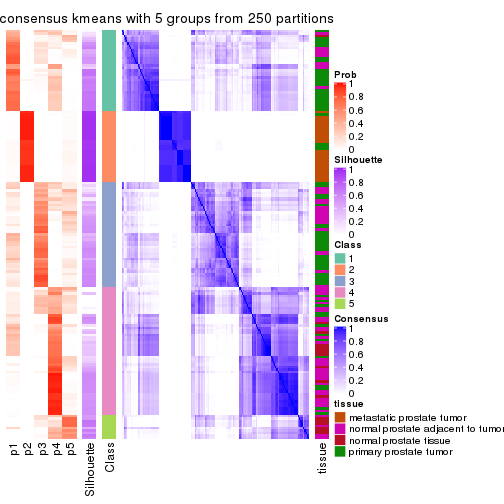 consensus kmeans with 5 groups from 250 partitions
Prob
1
0.8
0.6
0.4
0.2
0
Silhouette
1
0.8
0.6
0.4
0.2
0
Class
1
2
3
4
5
Consensus
1
0.8
0.6
0.4
0.2
0
tissue
metastatic prostate tumor
normal prostate adjacent to tumor
normal prostate tissue
primary prostate tumor
p1
p2
p3
p4
p5
Silhouette
Class
tissue